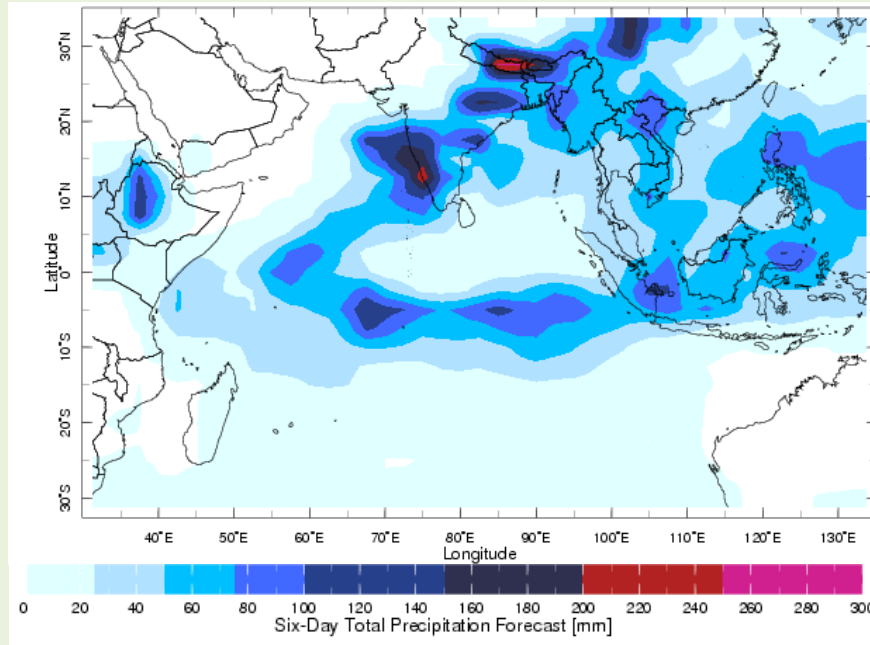 30°N
20°N
10°N
0°
10°S
20°S
30°S
Latitude
40°E 50°E 60°E 70°E 80°E 90°E 100°E 110°E 120°E 130°E
Longitude
0 20 40 60 80 100 120 140 160 180 200 220 240 260 280 300
Six-Day Total Precipitation Forecast [mm]